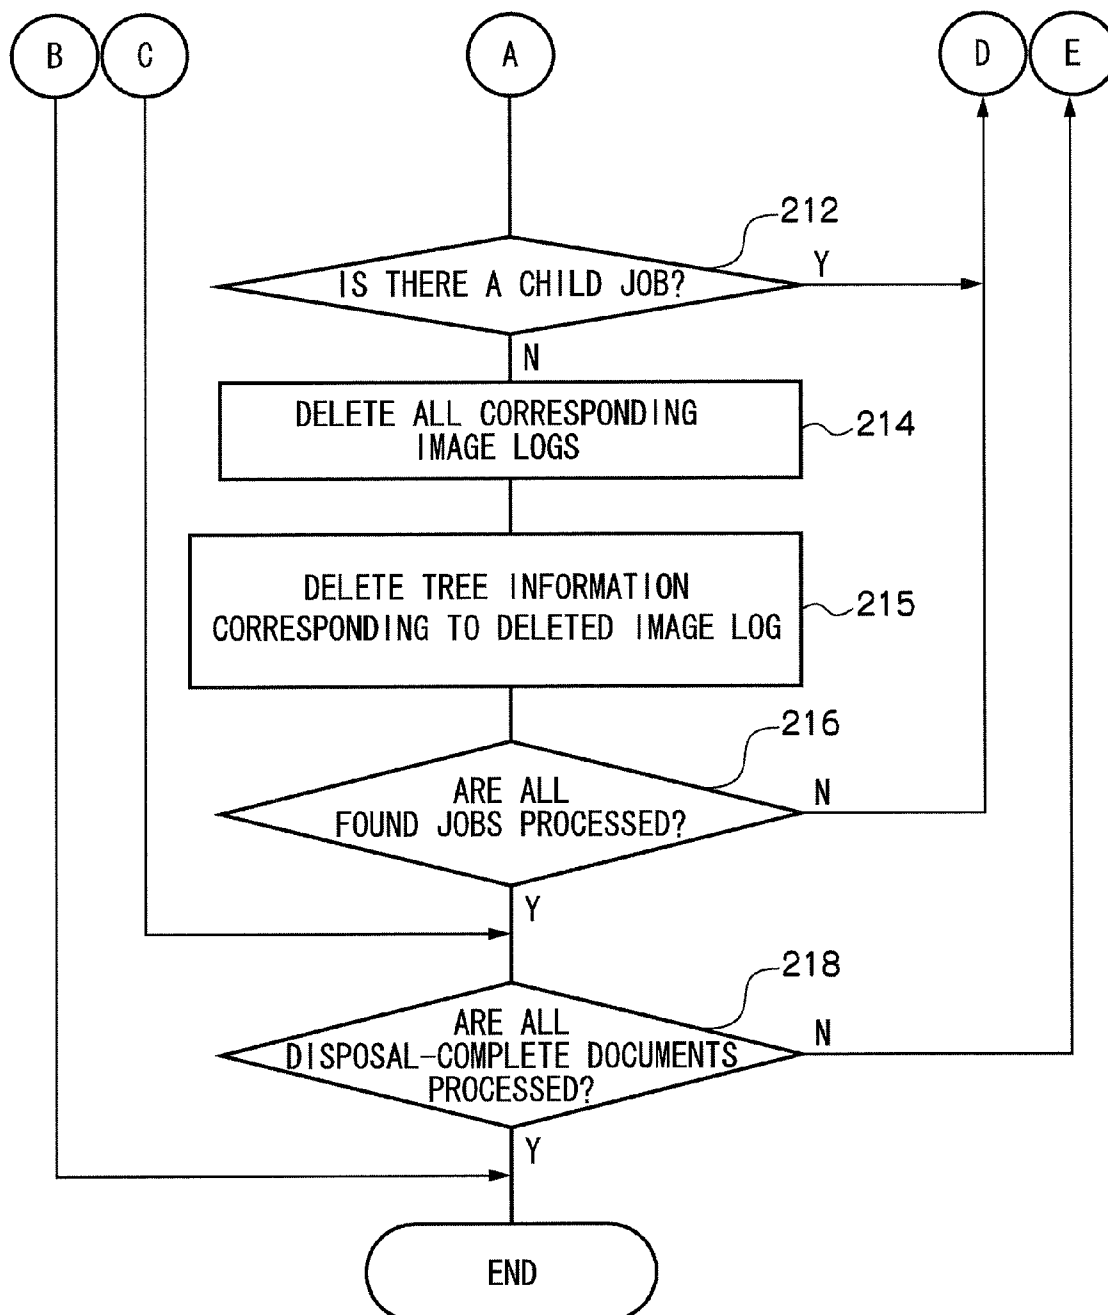 B
C
A
D
E
212
IS THERE A CHILD JOB?
Y
N
DELETE ALL CORRESPONDING
IMAGE LOGS
214
DELETE TREE INFORMATION
CORRESPONDING TO DELETED IMAGE LOG
215
216
ARE ALL
FOUND JOBS PROCESSED?
N
Y
218
ARE ALL
DISPOSAL-COMPLETE DOCUMENTS
PROCESSED?
N
Y
END